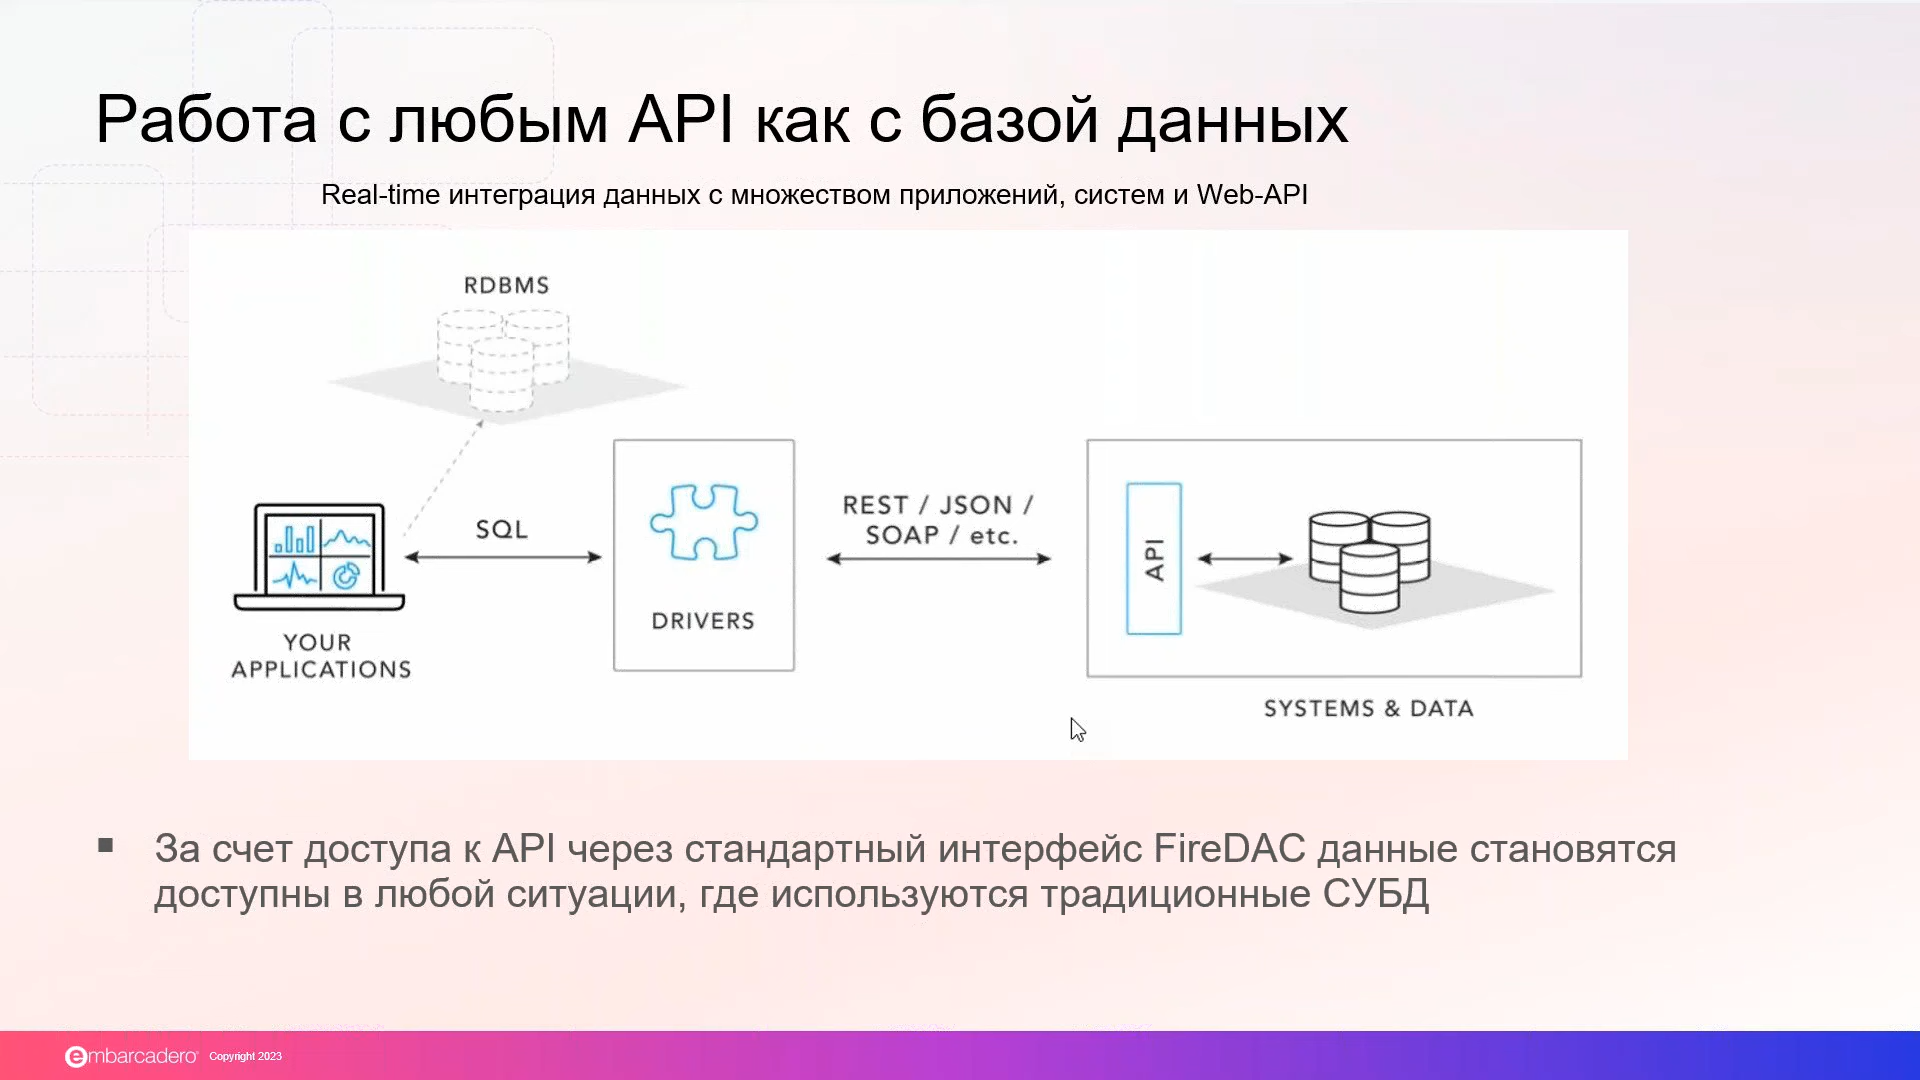 Работа с любым API как с базой данных
Real-time интеграция данных с множеством приложений, систем и Web-API
RDBMS
SQL
DRIVERS
REST / JSON /
SOAP / etc.
API
YOUR
APPLICATIONS
SYSTEMS & DATA
За счет доступа к API через стандартный интерфейс FireDAC данные становятся
доступны в любой ситуации, где используются традиционные СУБД
embarcadero Copyright 2023